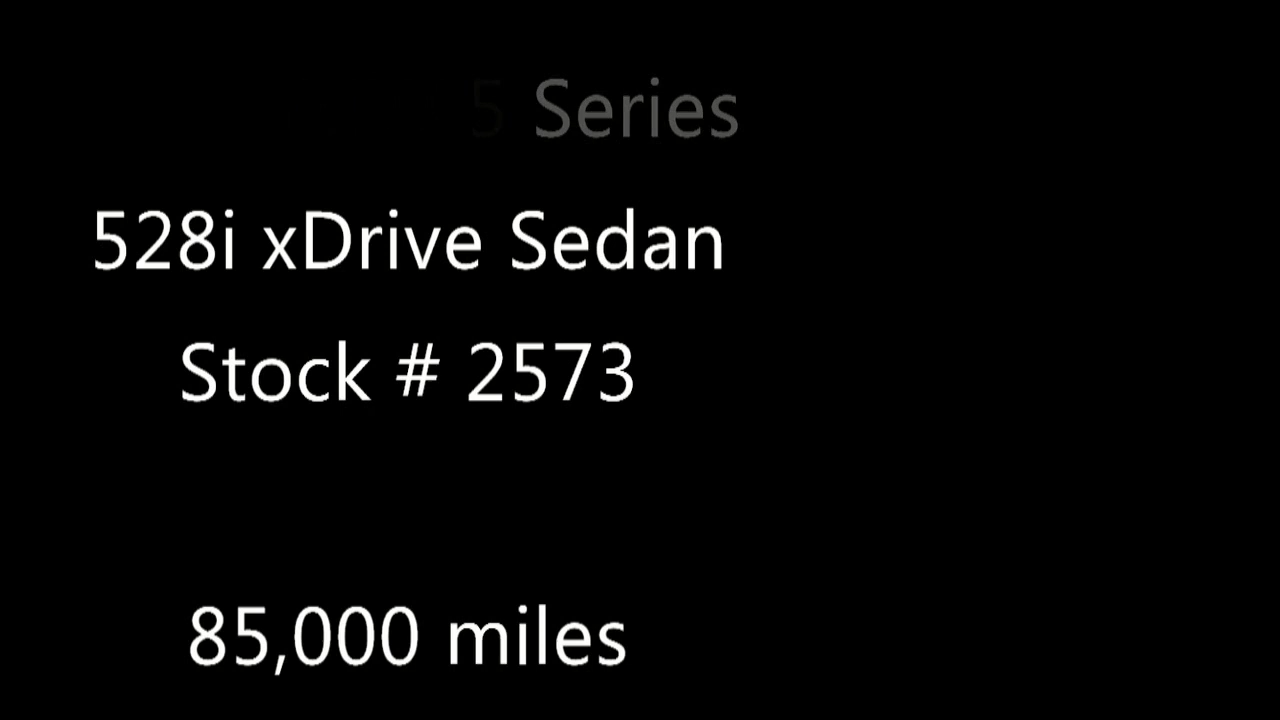 5 Series
528i xDrive Sedan
Stock # 2573
85,000 miles